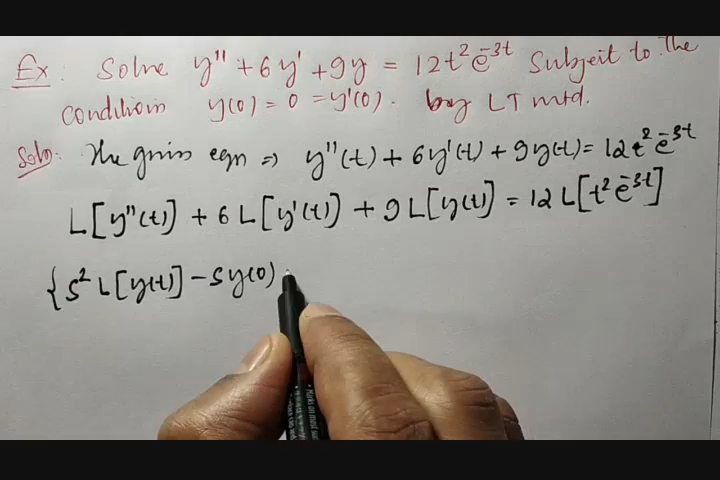 Ex: Solve y'' + 6y' + 9y = 12t²e⁻³ᵗ Subject to the
conditions y(0) = 0 = y'(0). by LT mtd.
Soln: The given eqn ⇒ y''(t) + 6y'(t) + 9y(t) = 12t²e⁻³ᵗ
L[y''(t)] + 6L[y'(t)] + 9L[y(t)] = 12L[t²e⁻³ᵗ]
{s²L[y(t)] - Sy(0)